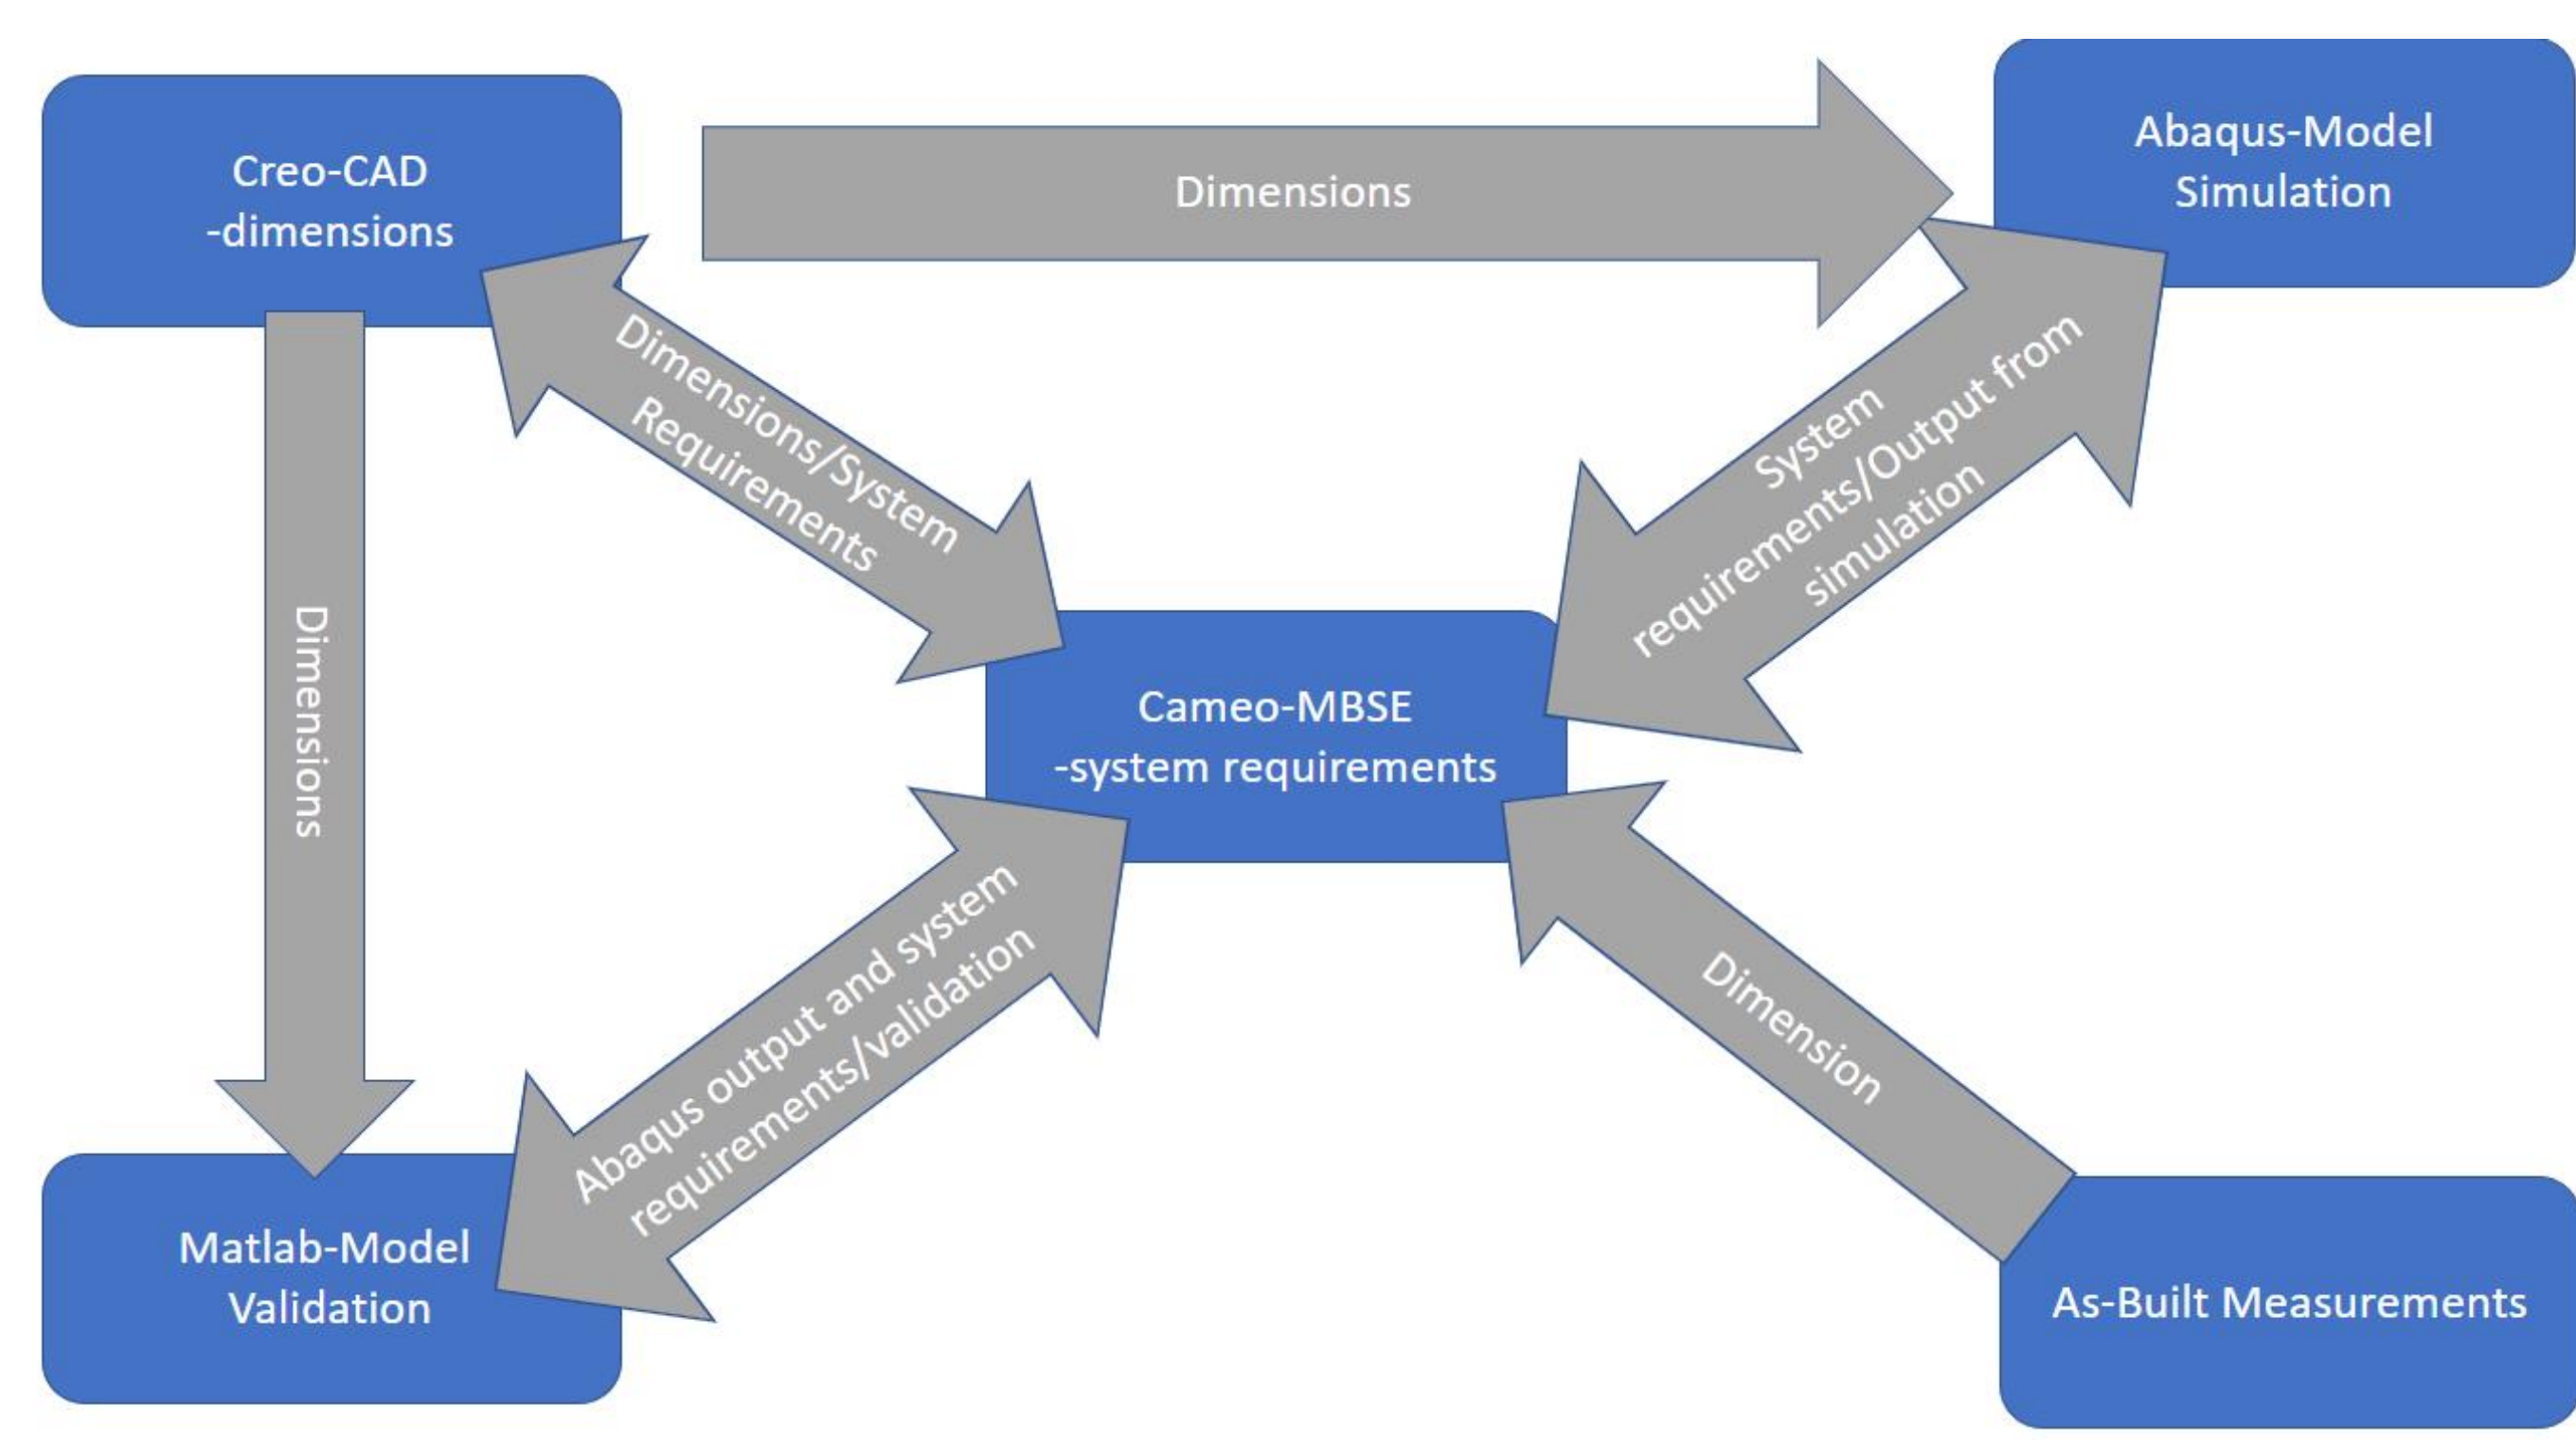 Creo-CAD
-dimensions
Dimensions
Abaqus-Model
Simulation
Dimensions/System
Requirements
System
requirements/Output from
simulation
Dimensions
Cameo-MBSE
-system requirements
Abaqus output and system
requirements/validation
Dimension
Matlab-Model
Validation
As-Built Measurements